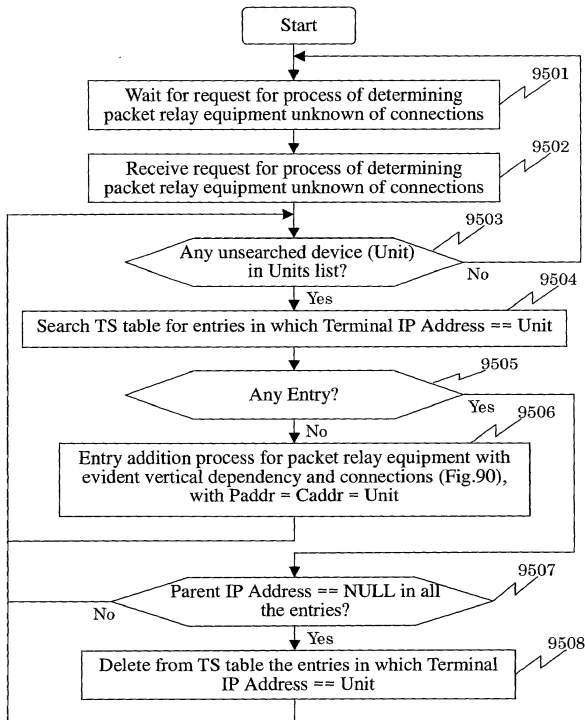 Start
9501
Wait for request for process of determining
packet relay equipment unknown of connections
9502
Receive request for process of determining
packet relay equipment unknown of connections
9503
Any unsearched device (Unit)
in Units list?
No
9504
Yes
Search TS table for entries in which Terminal IP Address == Unit
9505
Any Entry?
Yes
9506
No
Entry addition process for packet relay equipment with
evident vertical dependency and connections (Fig.90),
with Paddr = Caddr = Unit
9507
Parent IP Address == NULL in all
the entries?
No
Yes
9508
Delete from TS table the entries in which Terminal
IP Address == Unit